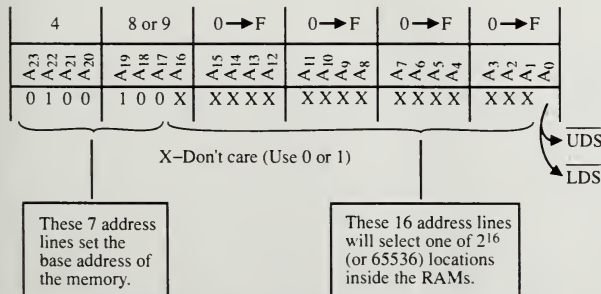 4 8 or 9 0→F 0→F 0→F 0→F
A23 A22 A21 A20 A19 A18 A17 A16 A15 A14 A13 A12 A11 A10 A9 A8 A7 A6 A5 A4 A3 A2 A1 A0
0 1 0 0 1 0 0 X X X X X X X X X X X X X X X X
UDS
X–Don't care (Use 0 or 1)
LDS
These 7 address
lines set the
base address of
the memory.
These 16 address lines
will select one of 2^16
(or 65536) locations
inside the RAMs.